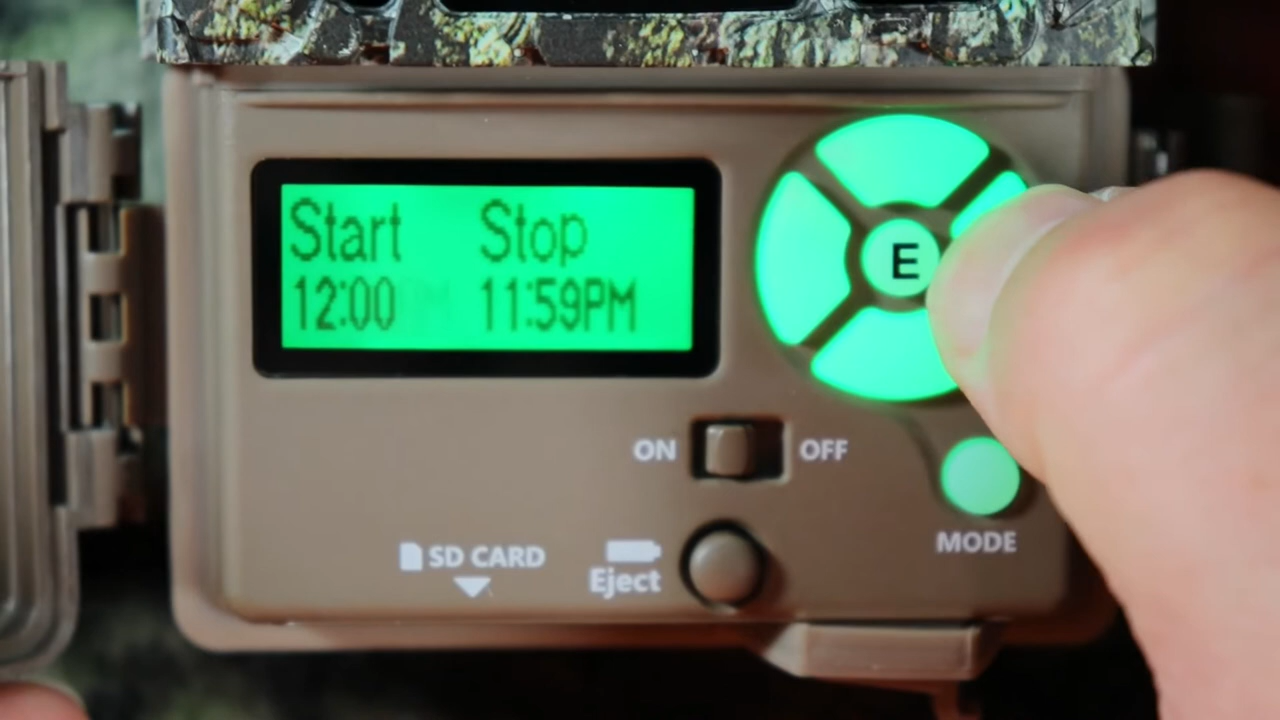 Start Stop
12:00 11:59PM
E
ON OFF
MODE
SD CARD
Eject